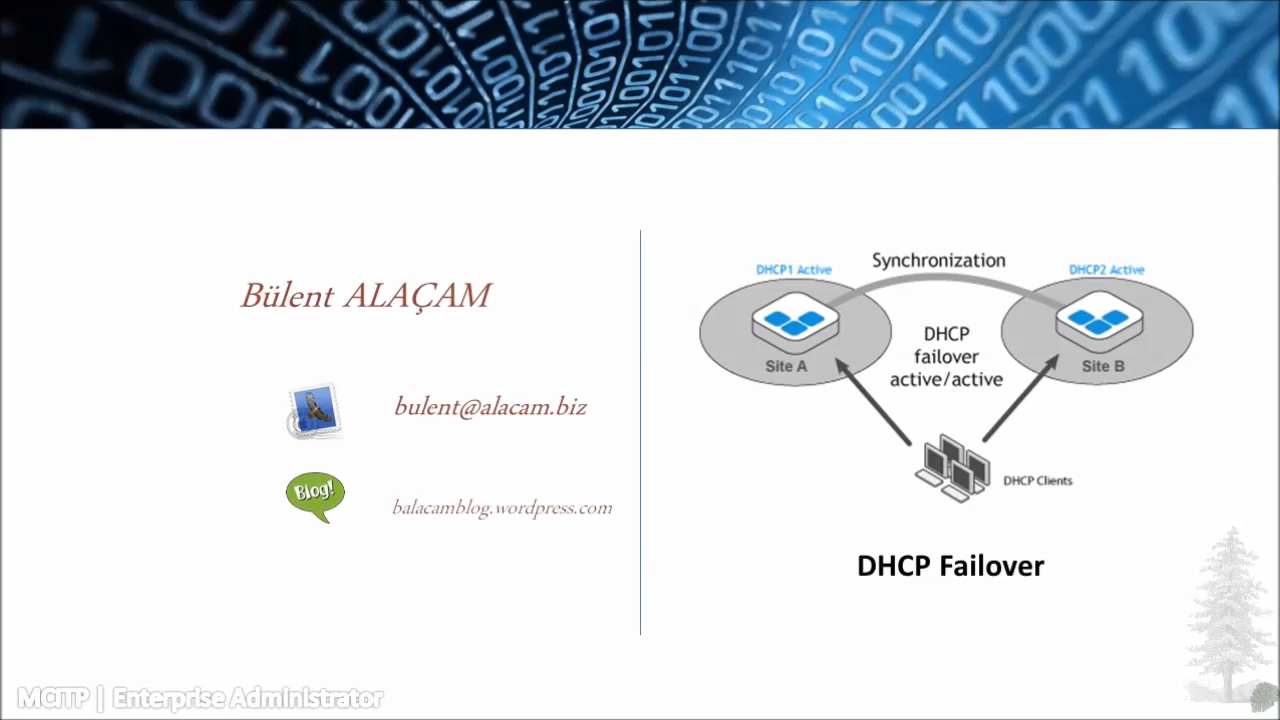 Bülent ALAÇAM
bulent@alacam.biz
Blog!
balacamblog.wordpress.com
Synchronization
DHCP1 Active
DHCP2 Active
DHCP
failover
active/active
Site A
Site B
DHCP Clients
DHCP Failover
MCITP | Enterprise Administrator